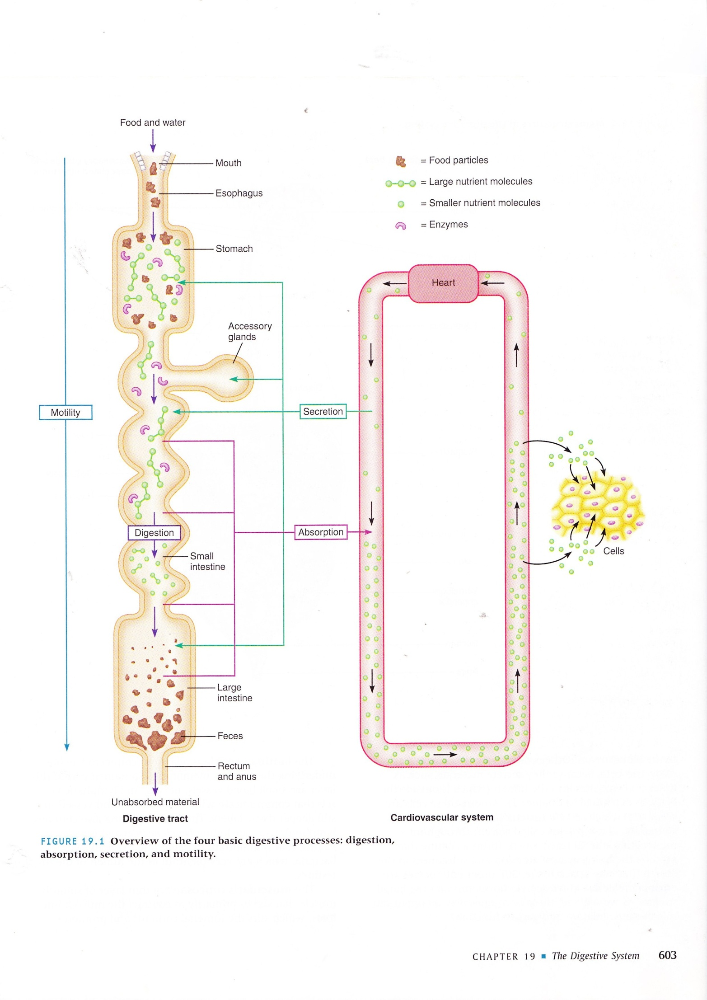 Food and water
Mouth
Esophagus
Stomach
Accessory
glands
Motility
Secretion
Digestion
Absorption
Small
intestine
Large
intestine
Feces
Rectum
and anus
Unabsorbed material
Digestive tract
= Food particles
= Large nutrient molecules
= Smaller nutrient molecules
= Enzymes
Heart
Cells
Cardiovascular system
FIGURE 19.1 Overview of the four basic digestive processes: digestion,
absorption, secretion, and motility.
CHAPTER 19 ■ The Digestive System 603